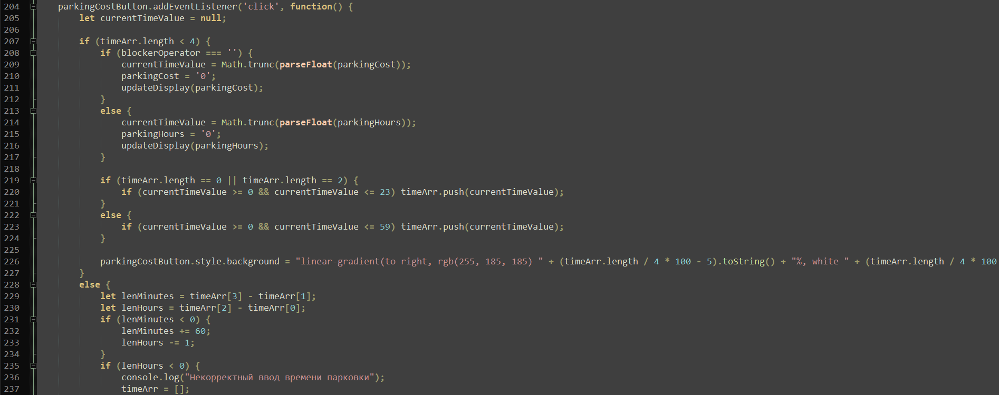 204 parkingCostButton.addEventListener('click', function() {
205 let currentTimeValue = null;
206
207 if (timeArr.length < 4) {
208 if (blockerOperator === '') {
209 currentTimeValue = Math.trunc(parseFloat(parkingCost));
210 parkingCost = '0';
211 updateDisplay(parkingCost);
212 }
213 else {
214 currentTimeValue = Math.trunc(parseFloat(parkingHours));
215 parkingHours = '0';
216 updateDisplay(parkingHours);
217 }
218
219 if (timeArr.length == 0 || timeArr.length == 2) {
220 if (currentTimeValue >= 0 && currentTimeValue <= 23) timeArr.push(currentTimeValue);
221 }
222 else {
223 if (currentTimeValue >= 0 && currentTimeValue <= 59) timeArr.push(currentTimeValue);
224 }
225
226 parkingCostButton.style.background = "linear-gradient(to right, rgb(255, 185, 185) " + (timeArr.length / 4 * 100 - 5).toString() + "%, white " + (timeArr.length / 4 * 100
227 }
228 else {
229 let lenMinutes = timeArr[3] - timeArr[1];
230 let lenHours = timeArr[2] - timeArr[0];
231 if (lenMinutes < 0) {
232 lenMinutes += 60;
233 lenHours -= 1;
234 }
235 if (lenHours < 0) {
236 console.log("Некорректный ввод времени парковки");
237 timeArr = [];